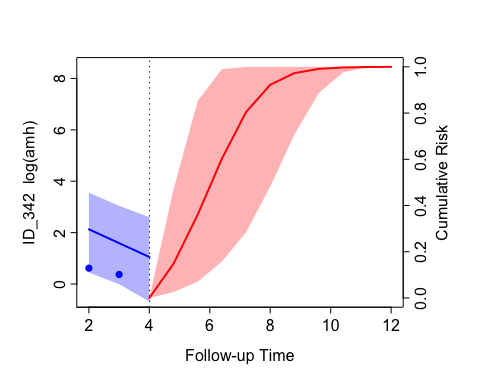 ID_342 log(amh)
0 2 4 6 8
2 4 6 8 10 12
Follow-up Time
0.0 0.2 0.4 0.6 0.8 1.0
Cumulative Risk